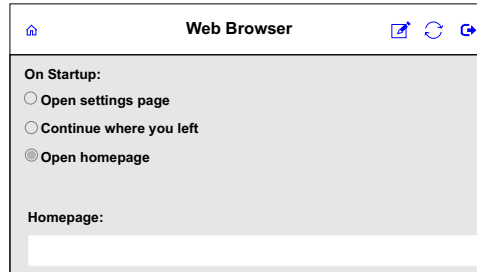 Web Browser
On Startup:
Open settings page
Continue where you left
Open homepage
Homepage: